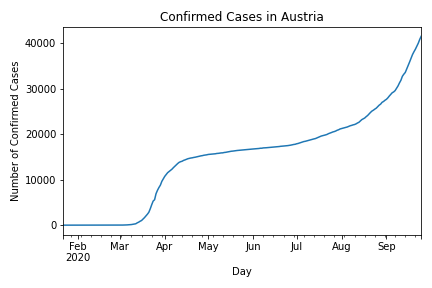 Confirmed Cases in Austria
Number of Confirmed Cases
40000
30000
20000
10000
0
Feb Mar Apr May Jun Jul Aug Sep
2020
Day